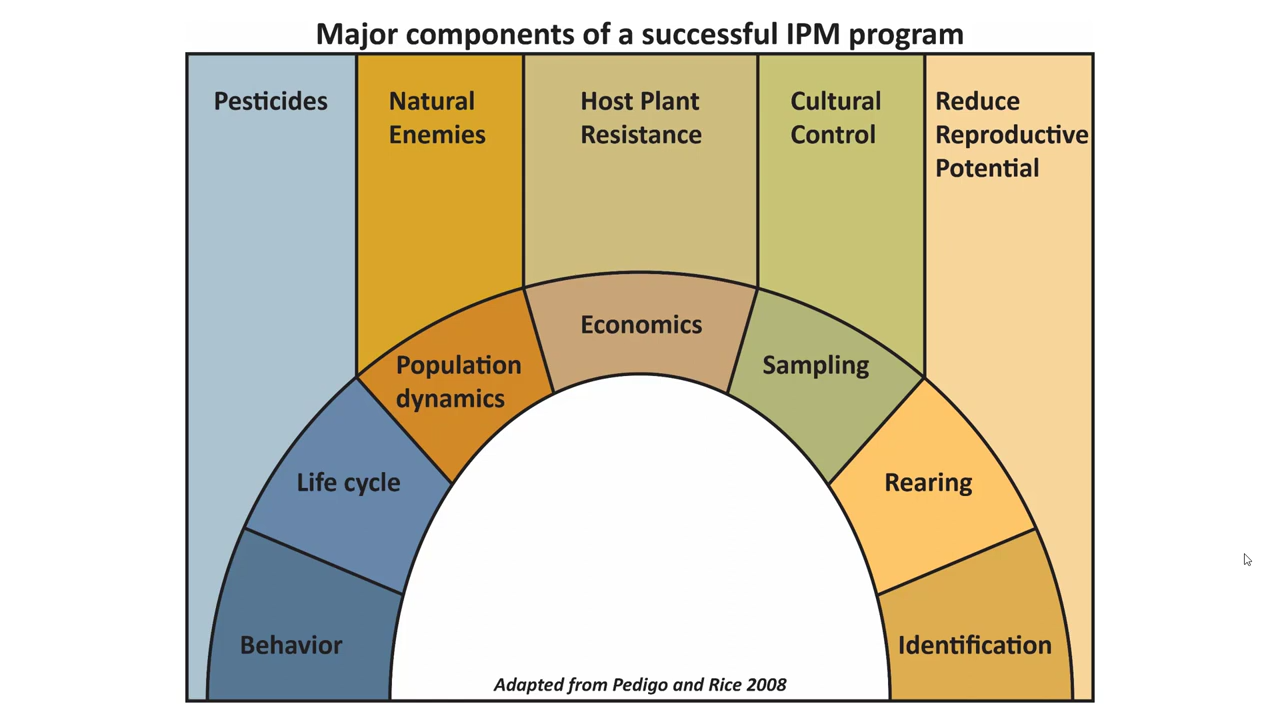 Major components of a successful IPM program
Pesticides
Natural
Enemies
Host Plant
Resistance
Cultural
Control
Reduce
Reproductive
Potential
Economics
Population
dynamics
Sampling
Life cycle
Rearing
Behavior
Identification
Adapted from Pedigo and Rice 2008